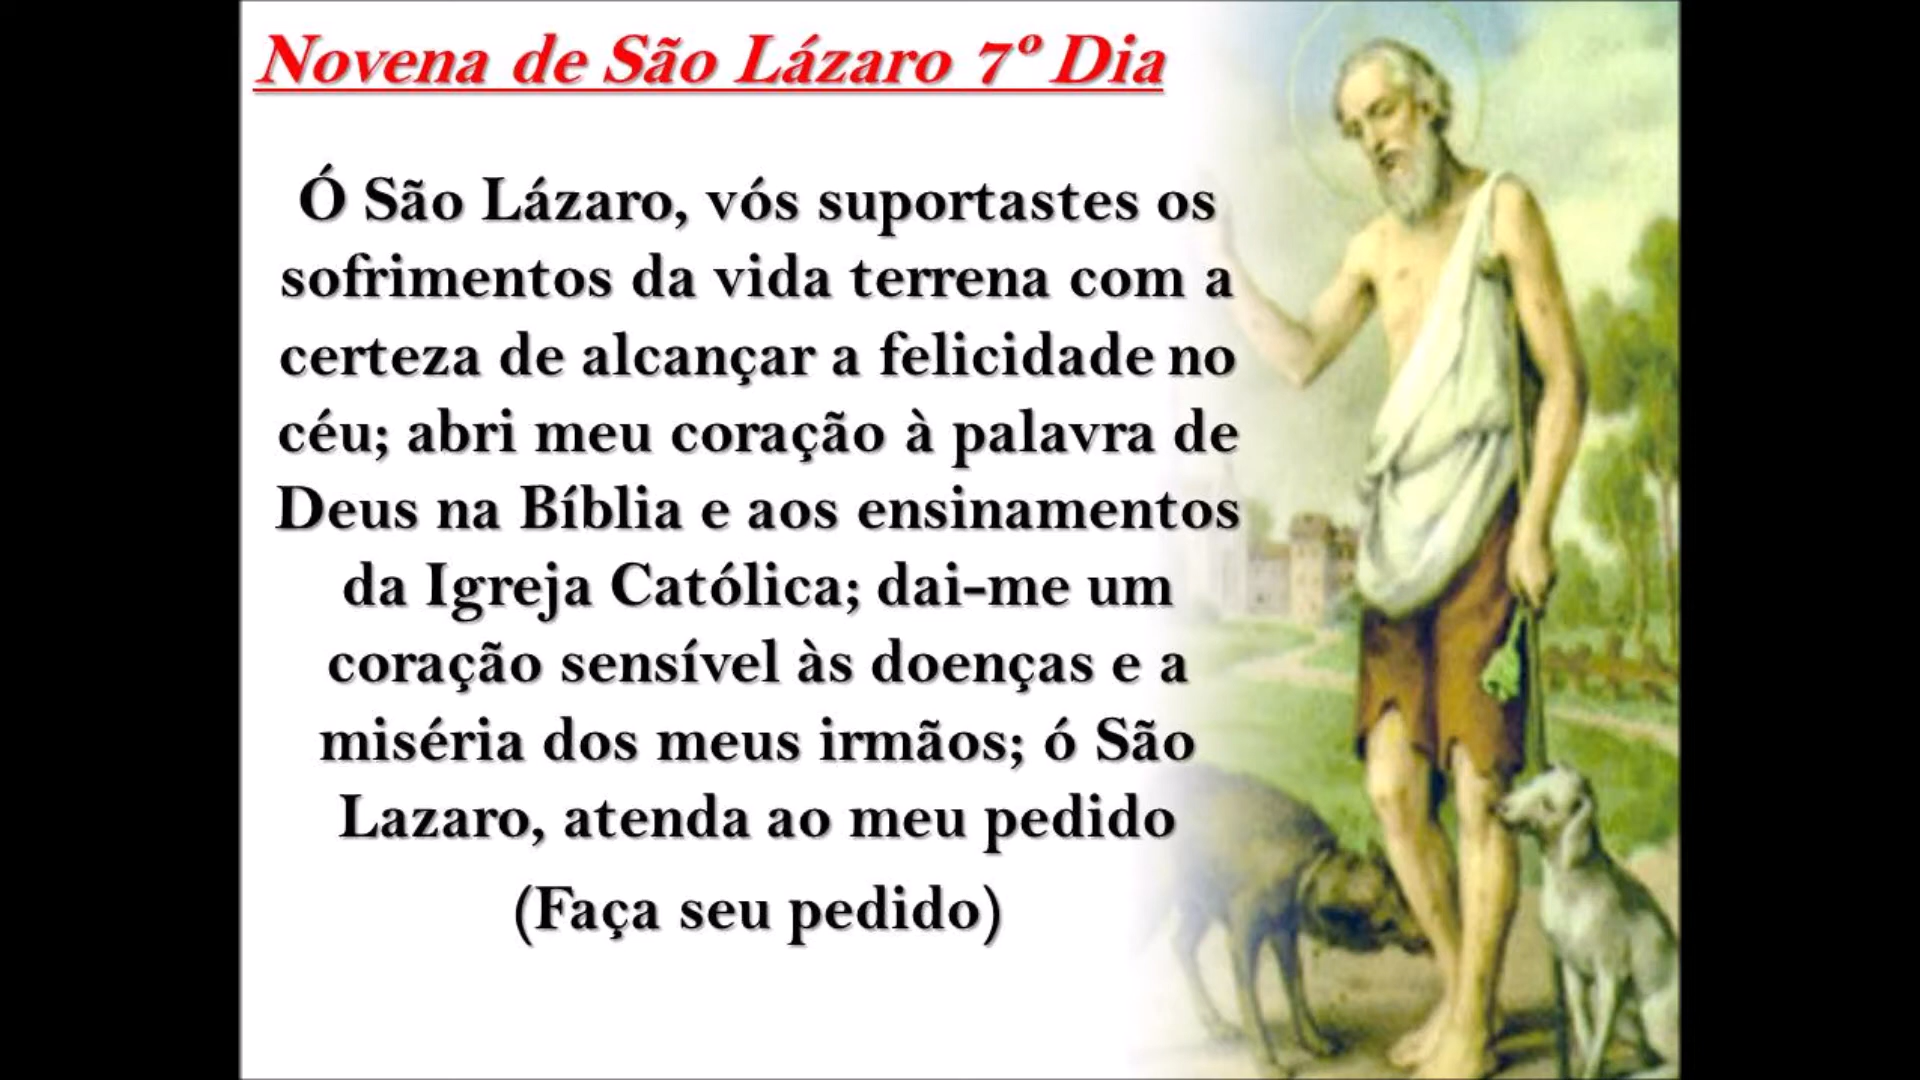 Novena de São Lázaro 7º Dia
Ó São Lázaro, vós suportastes os
sofrimentos da vida terrena com a
certeza de alcançar a felicidade no
céu; abri meu coração à palavra de
Deus na Bíblia e aos ensinamentos
da Igreja Católica; dai-me um
coração sensível às doenças e a
miséria dos meus irmãos; ó São
Lazaro, atenda ao meu pedido
(Faça seu pedido)